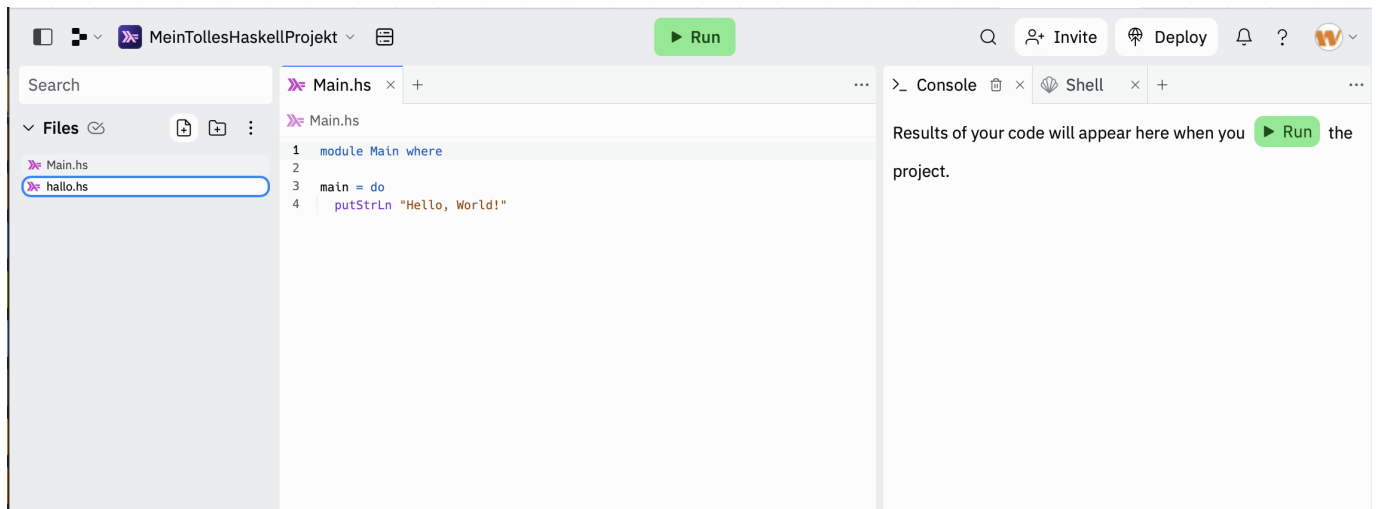 MeinTollesHaskellProjekt
Run
Invite
Deploy
Search
Files
Main.hs
hallo.hs
Main.hs
Main.hs
1 module Main where
2
3 main = do
4 putStrLn "Hello, World!"
Console
Shell
Results of your code will appear here when you Run the
project.